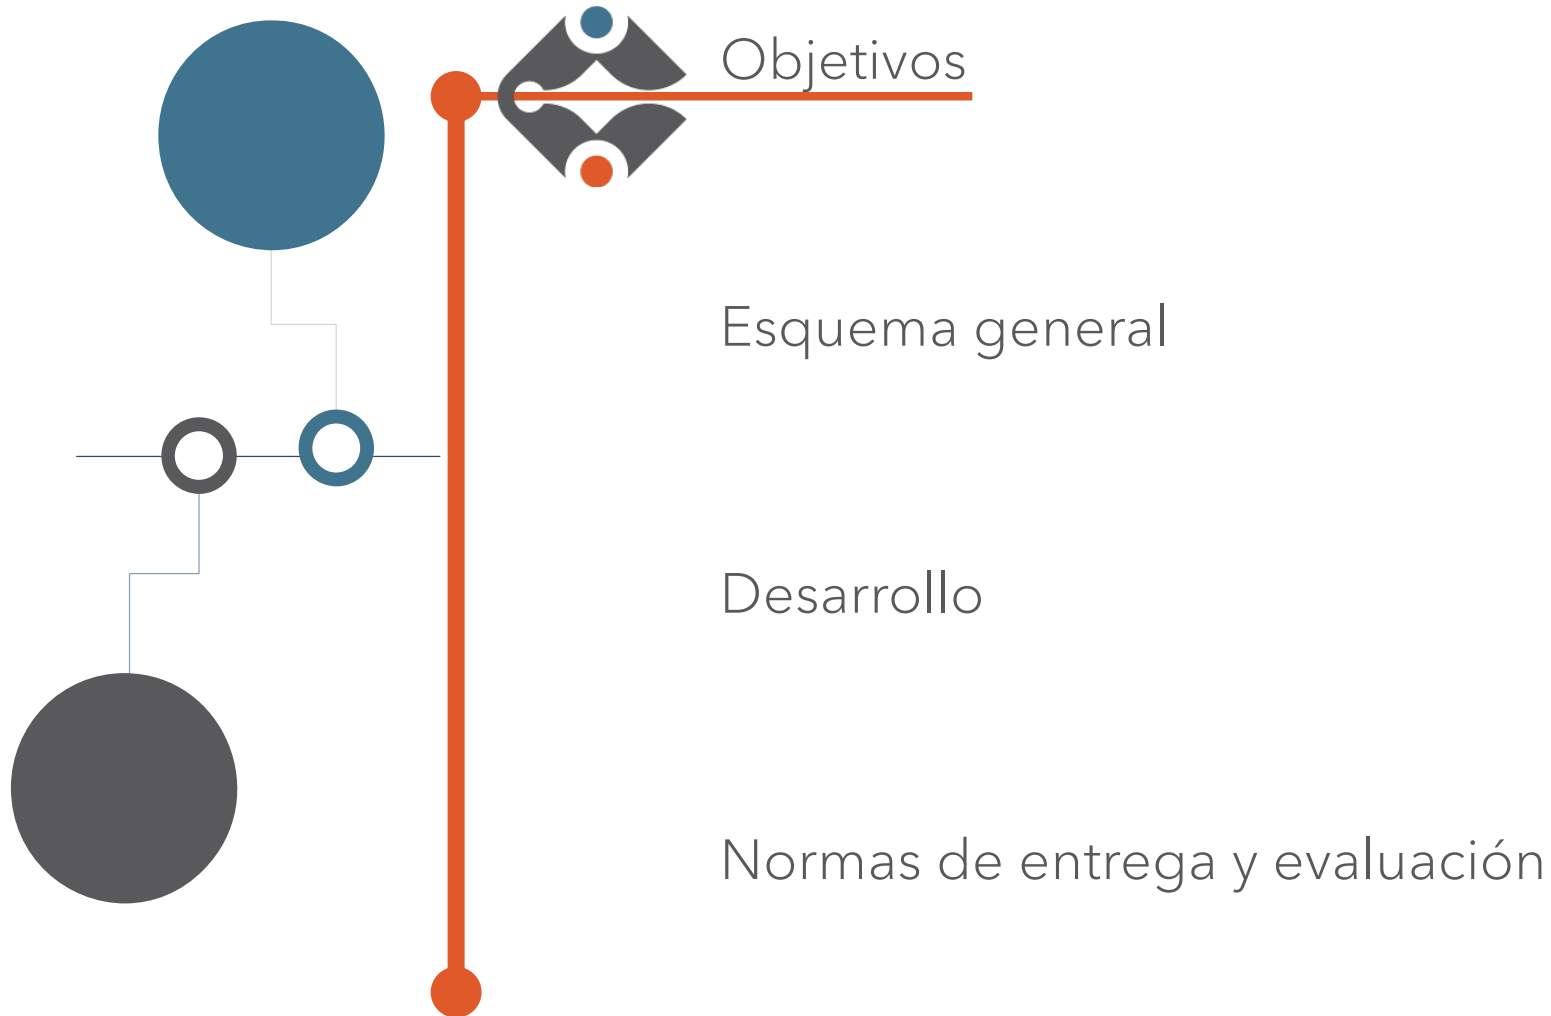 Objetivos
Esquema general
Desarrollo
Normas de entrega y evaluación